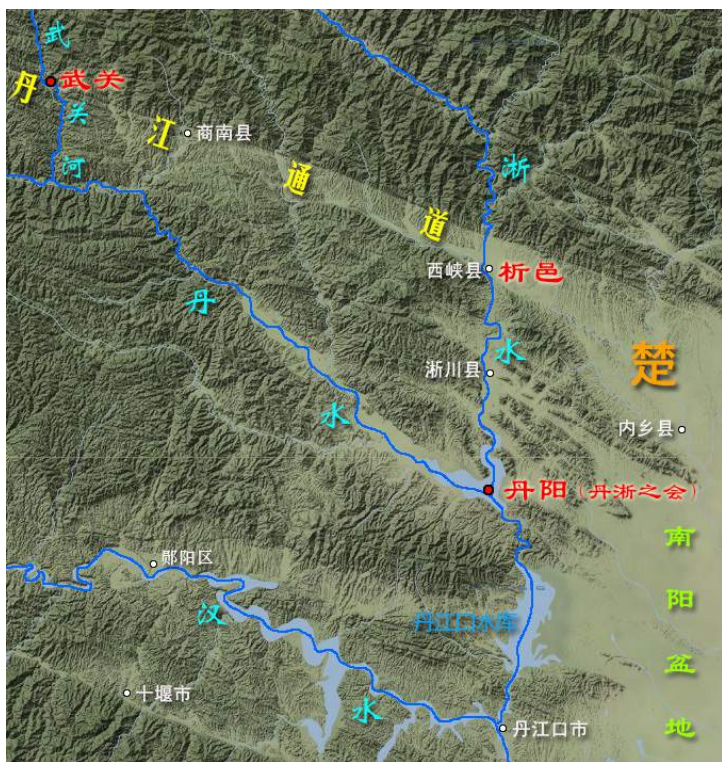 武关河
武关
丹江通道
商南县
淅水
西峡县
析邑
丹水
淅川县
楚
内乡县
丹阳（丹淅之会）
南阳盆地
郧阳区
汉水
丹江口水库
十堰市
丹江口市